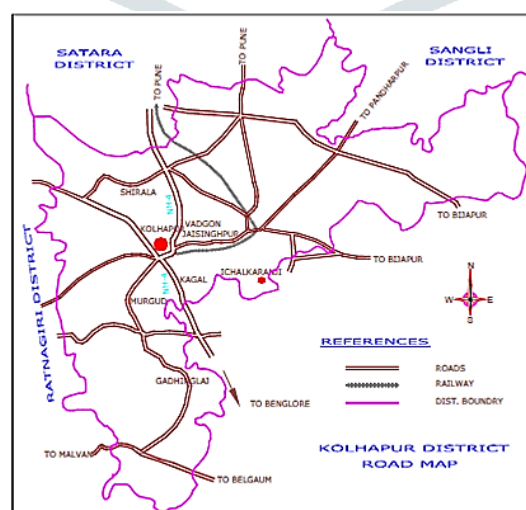 SATARA
DISTRICT
TO PUNE
TO PUNE
SANGLI
DISTRICT
TO PANDHARPUR
SHIRALA
NH-4
KOLHAPU
VADGON
JAISINGHPUR
TO BIJAPUR
TO BIJAPUR
ICHALKARANJI
KAGAL
NH-4
MURGUD
RATNAGIRI DISTRICT
N
W
E
S
REFERENCES
ROADS
RAILWAY
DIST. BOUNDRY
GADHINGLAJ
TO BENGLORE
KOLHAPUR DISTRICT
ROAD MAP
TO MALVAN
TO BELGAUM